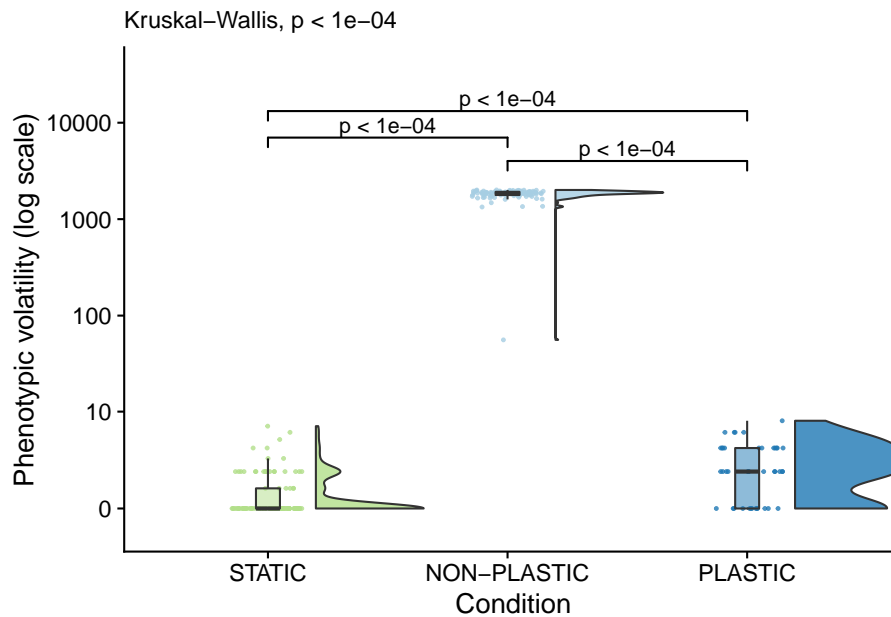 Kruskal−Wallis, p < 1e−04
p < 1e−04
p < 1e−04
p < 1e−04
Phenotypic volatility (log scale)
10000
1000
100
10
0
STATIC
NON−PLASTIC
PLASTIC
Condition